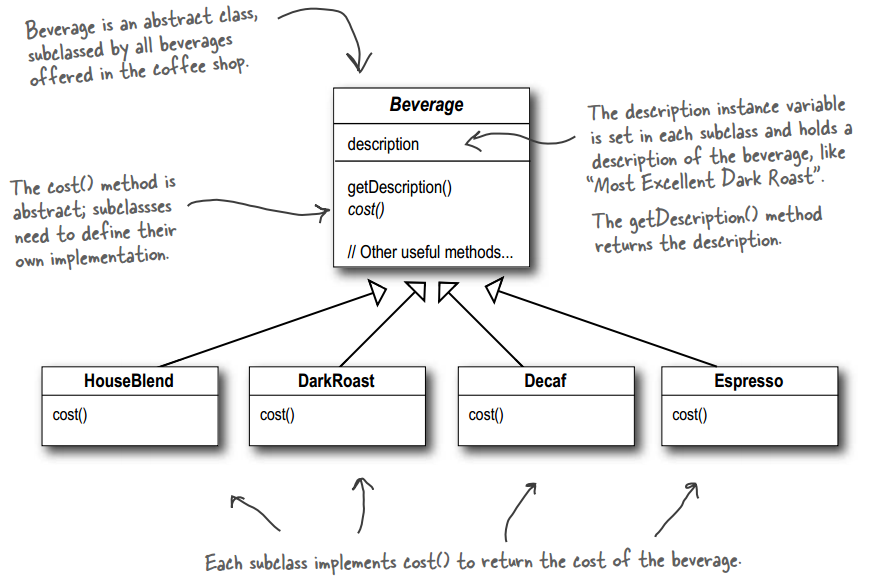 Beverage is an abstract class,
subclassed by all beverages
offered in the coffee shop.
Beverage
description
The description instance variable
is set in each subclass and holds a
description of the beverage, like
“Most Excellent Dark Roast”.
The getDescription() method
returns the description.
The cost() method is
abstract; subclassses
need to define their
own implementation.
getDescription()
cost()
// Other useful methods...
HouseBlend
cost()
DarkRoast
cost()
Decaf
cost()
Espresso
cost()
Each subclass implements cost() to return the cost of the beverage.